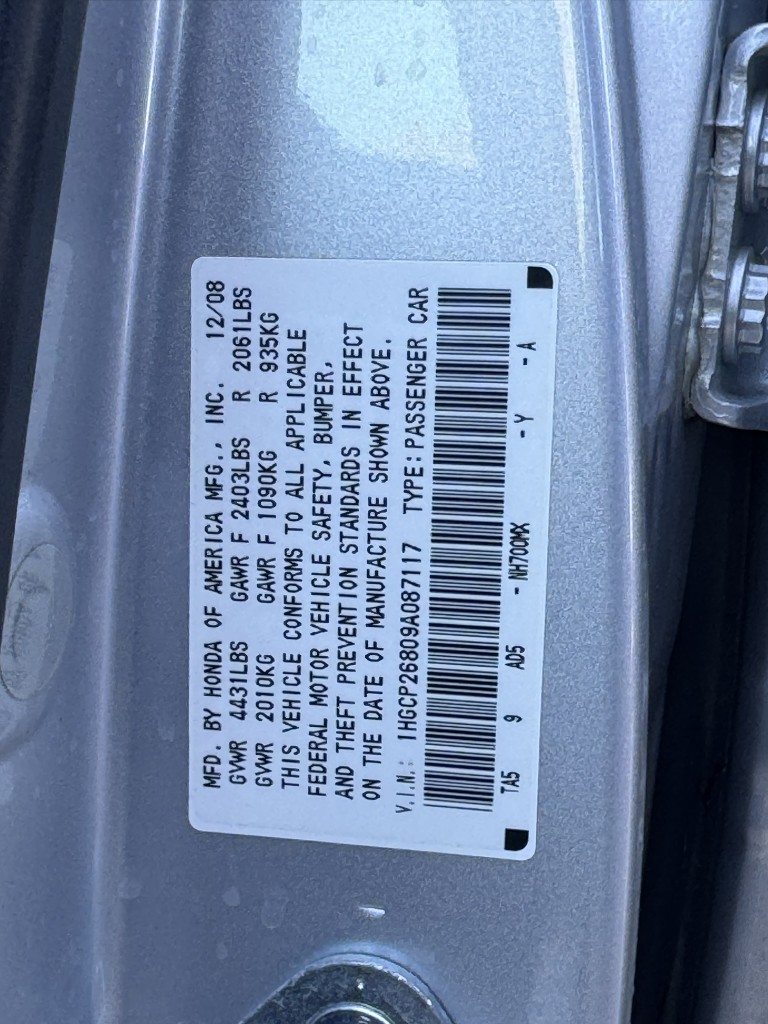 MFD. BY HONDA OF AMERICA MFG., INC. 12/08
GVWR 4431LBS GAWR F 2403LBS R 2061LBS
GVWR 2010KG GAWR F 1090KG R 935KG
THIS VEHICLE CONFORMS TO ALL APPLICABLE
FEDERAL MOTOR VEHICLE SAFETY, BUMPER,
AND THEFT PREVENTION STANDARDS IN EFFECT
ON THE DATE OF MANUFACTURE SHOWN ABOVE.
V.I.N.: 1HGCP26809A087117 TYPE: PASSENGER CAR
TA5 9 AD5 - NH700MX - Y - A